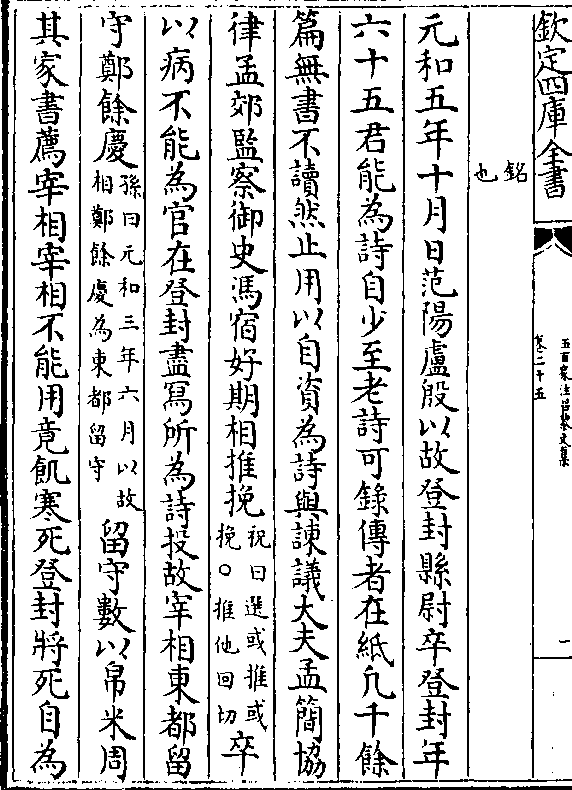 欽定四庫全書
五百家注昌黎文集
卷二十五
一
銘
也
元和五年十月日范陽盧殷以故登封縣尉卒登封年
六十五君能為詩自少至老詩可錄傳者在紙凡千餘
篇無書不讀然止用以自資為詩與諫議大夫孟簡協
律孟郊監察御史馮宿好期相推挽祝曰選或推或挽○推他回切卒
以病不能為官在登封盡寫所為詩投故宰相東都留
守鄭餘慶孫曰元和三年六月以故相鄭餘慶為東都留守留守數以帛米周
其家書薦宰相宰相不能用竟飢寒死登封將死自為